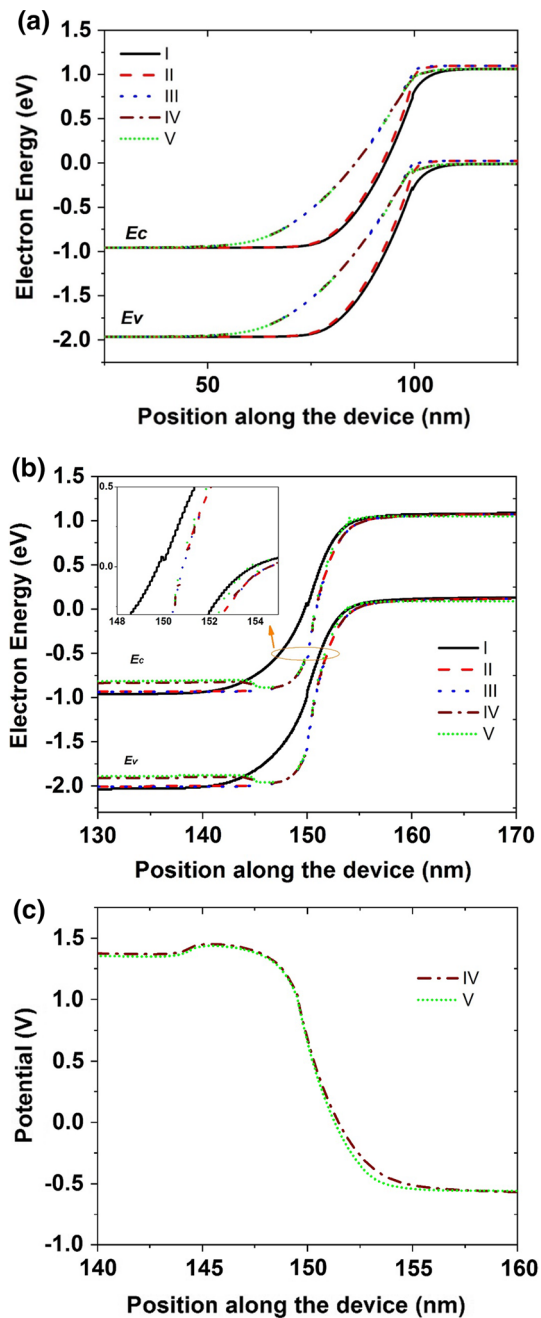 (a)
I
II
III
IV
V
1.5
1.0
0.5
0.0
-0.5
-1.0
-1.5
-2.0
Electron Energy (eV)
Ec
Ev
50
100
Position along the device (nm)
(b)
1.5
1.0
0.5
0.0
-0.5
-1.0
-1.5
-2.0
Electron Energy (eV)
0.5
0.0
148
150
152
154
Ec
Ev
I
II
III
IV
V
130
140
150
160
170
Position along the device (nm)
(c)
1.5
1.0
0.5
0.0
-0.5
-1.0
Potential (V)
IV
V
140
145
150
155
160
Position along the device (nm)